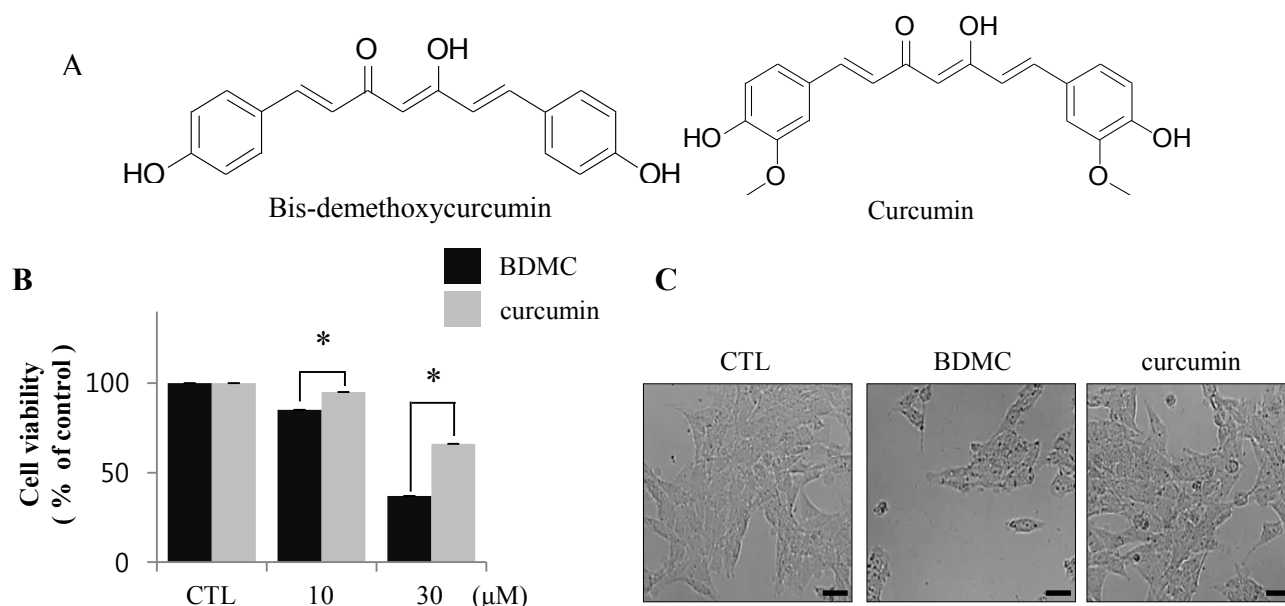 A
O
OH
HO
OH
Bis-demethoxycurcumin
O
OH
HO
O
O
OH
Curcumin
B
BDMC
curcumin
Cell viability
( % of control )
100
50
0
*
*
CTL 10 30 (μM)
C
CTL BDMC curcumin